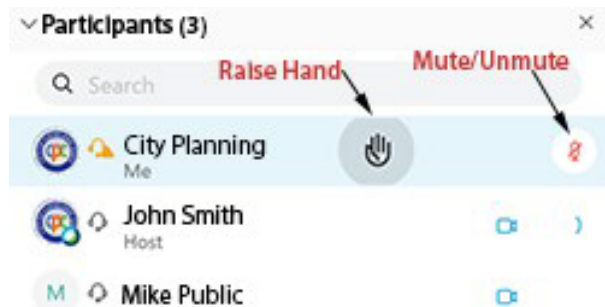 Participants (3)
Search
Raise Hand
Mute/Unmute
City Planning
Me
John Smith
Host
M
Mike Public